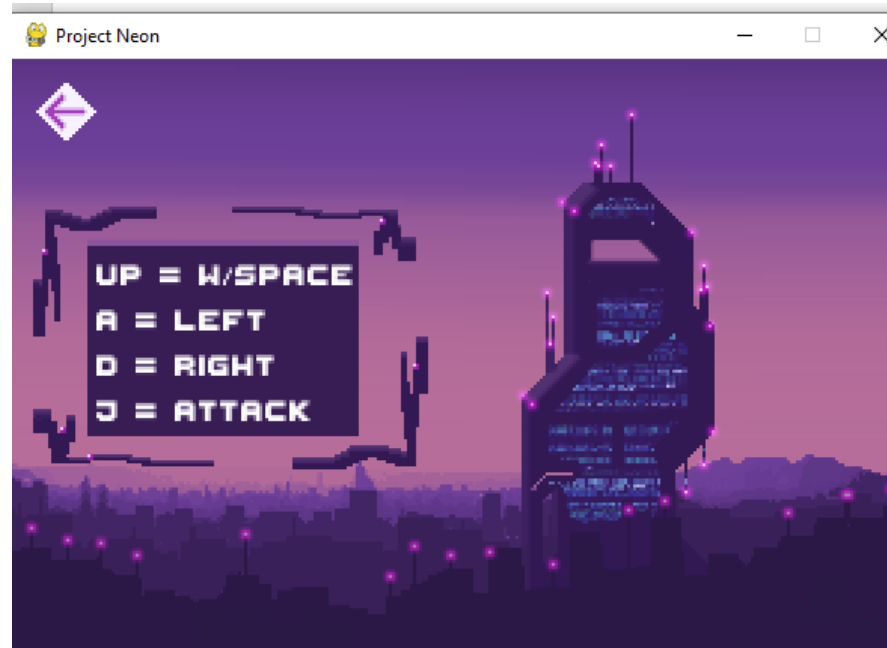 Project Neon
UP = W/SPACE
A = LEFT
D = RIGHT
J = ATTACK